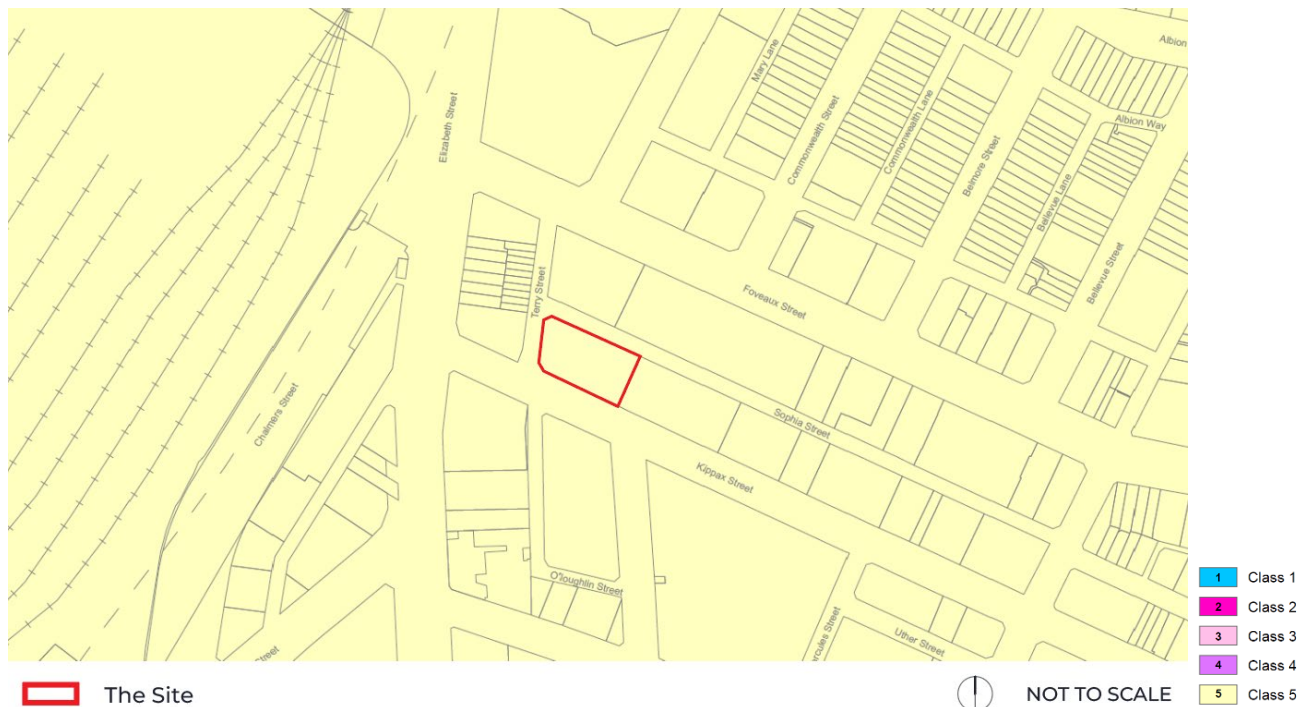 Albion
Mary Lane
Elizabeth Street
Commonwealth Street
Commonwealth Lane
Albion Way
Belmore Street
Bellevue Lane
Bellevue Street
Terry Street
Foveaux Street
Chalmers Street
Sophia Street
Kippax Street
O'loughlin Street
Uther Street
ercules Street
Street
1 Class 1
2 Class 2
3 Class 3
4 Class 4
5 Class 5
The Site
NOT TO SCALE